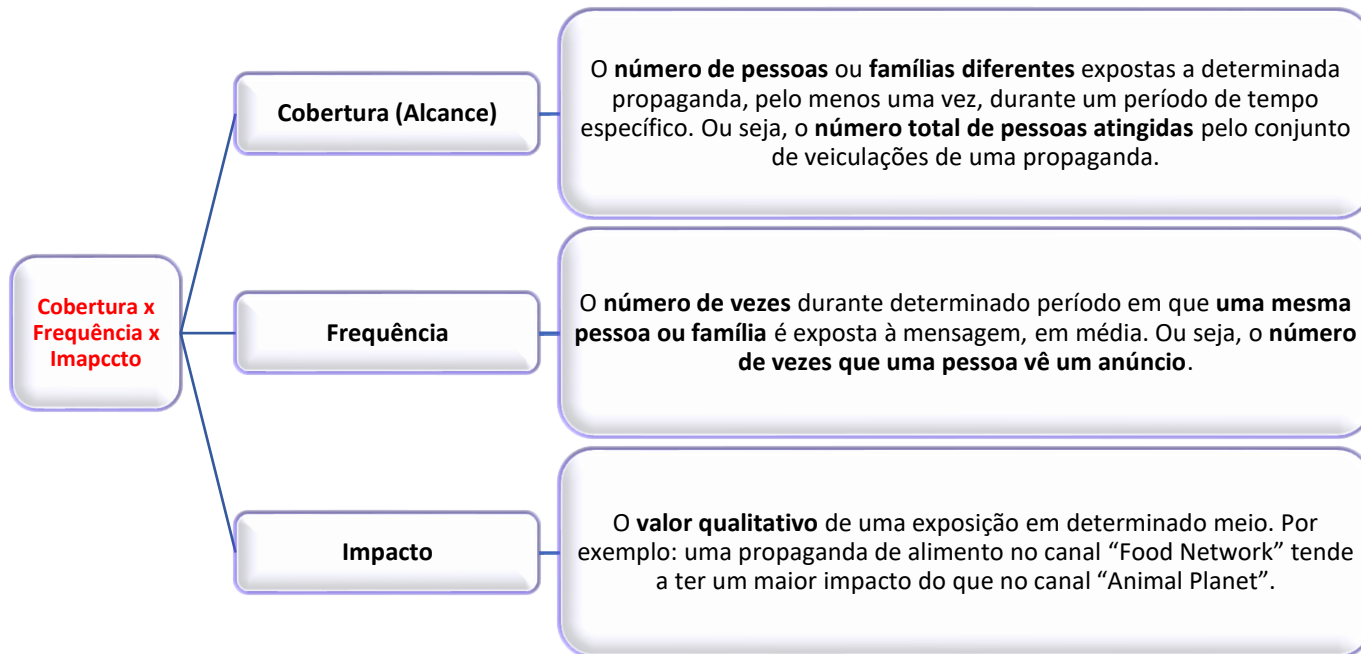 Cobertura (Alcance)
O número de pessoas ou famílias diferentes expostas a determinada
propaganda, pelo menos uma vez, durante um período de tempo
específico. Ou seja, o número total de pessoas atingidas pelo conjunto
de veiculações de uma propaganda.
Cobertura x
Frequência x
Imapccto
Frequência
O número de vezes durante determinado período em que uma mesma
pessoa ou família é exposta à mensagem, em média. Ou seja, o número
de vezes que uma pessoa vê um anúncio.
Impacto
O valor qualitativo de uma exposição em determinado meio. Por
exemplo: uma propaganda de alimento no canal “Food Network” tende
a ter um maior impacto do que no canal “Animal Planet”.